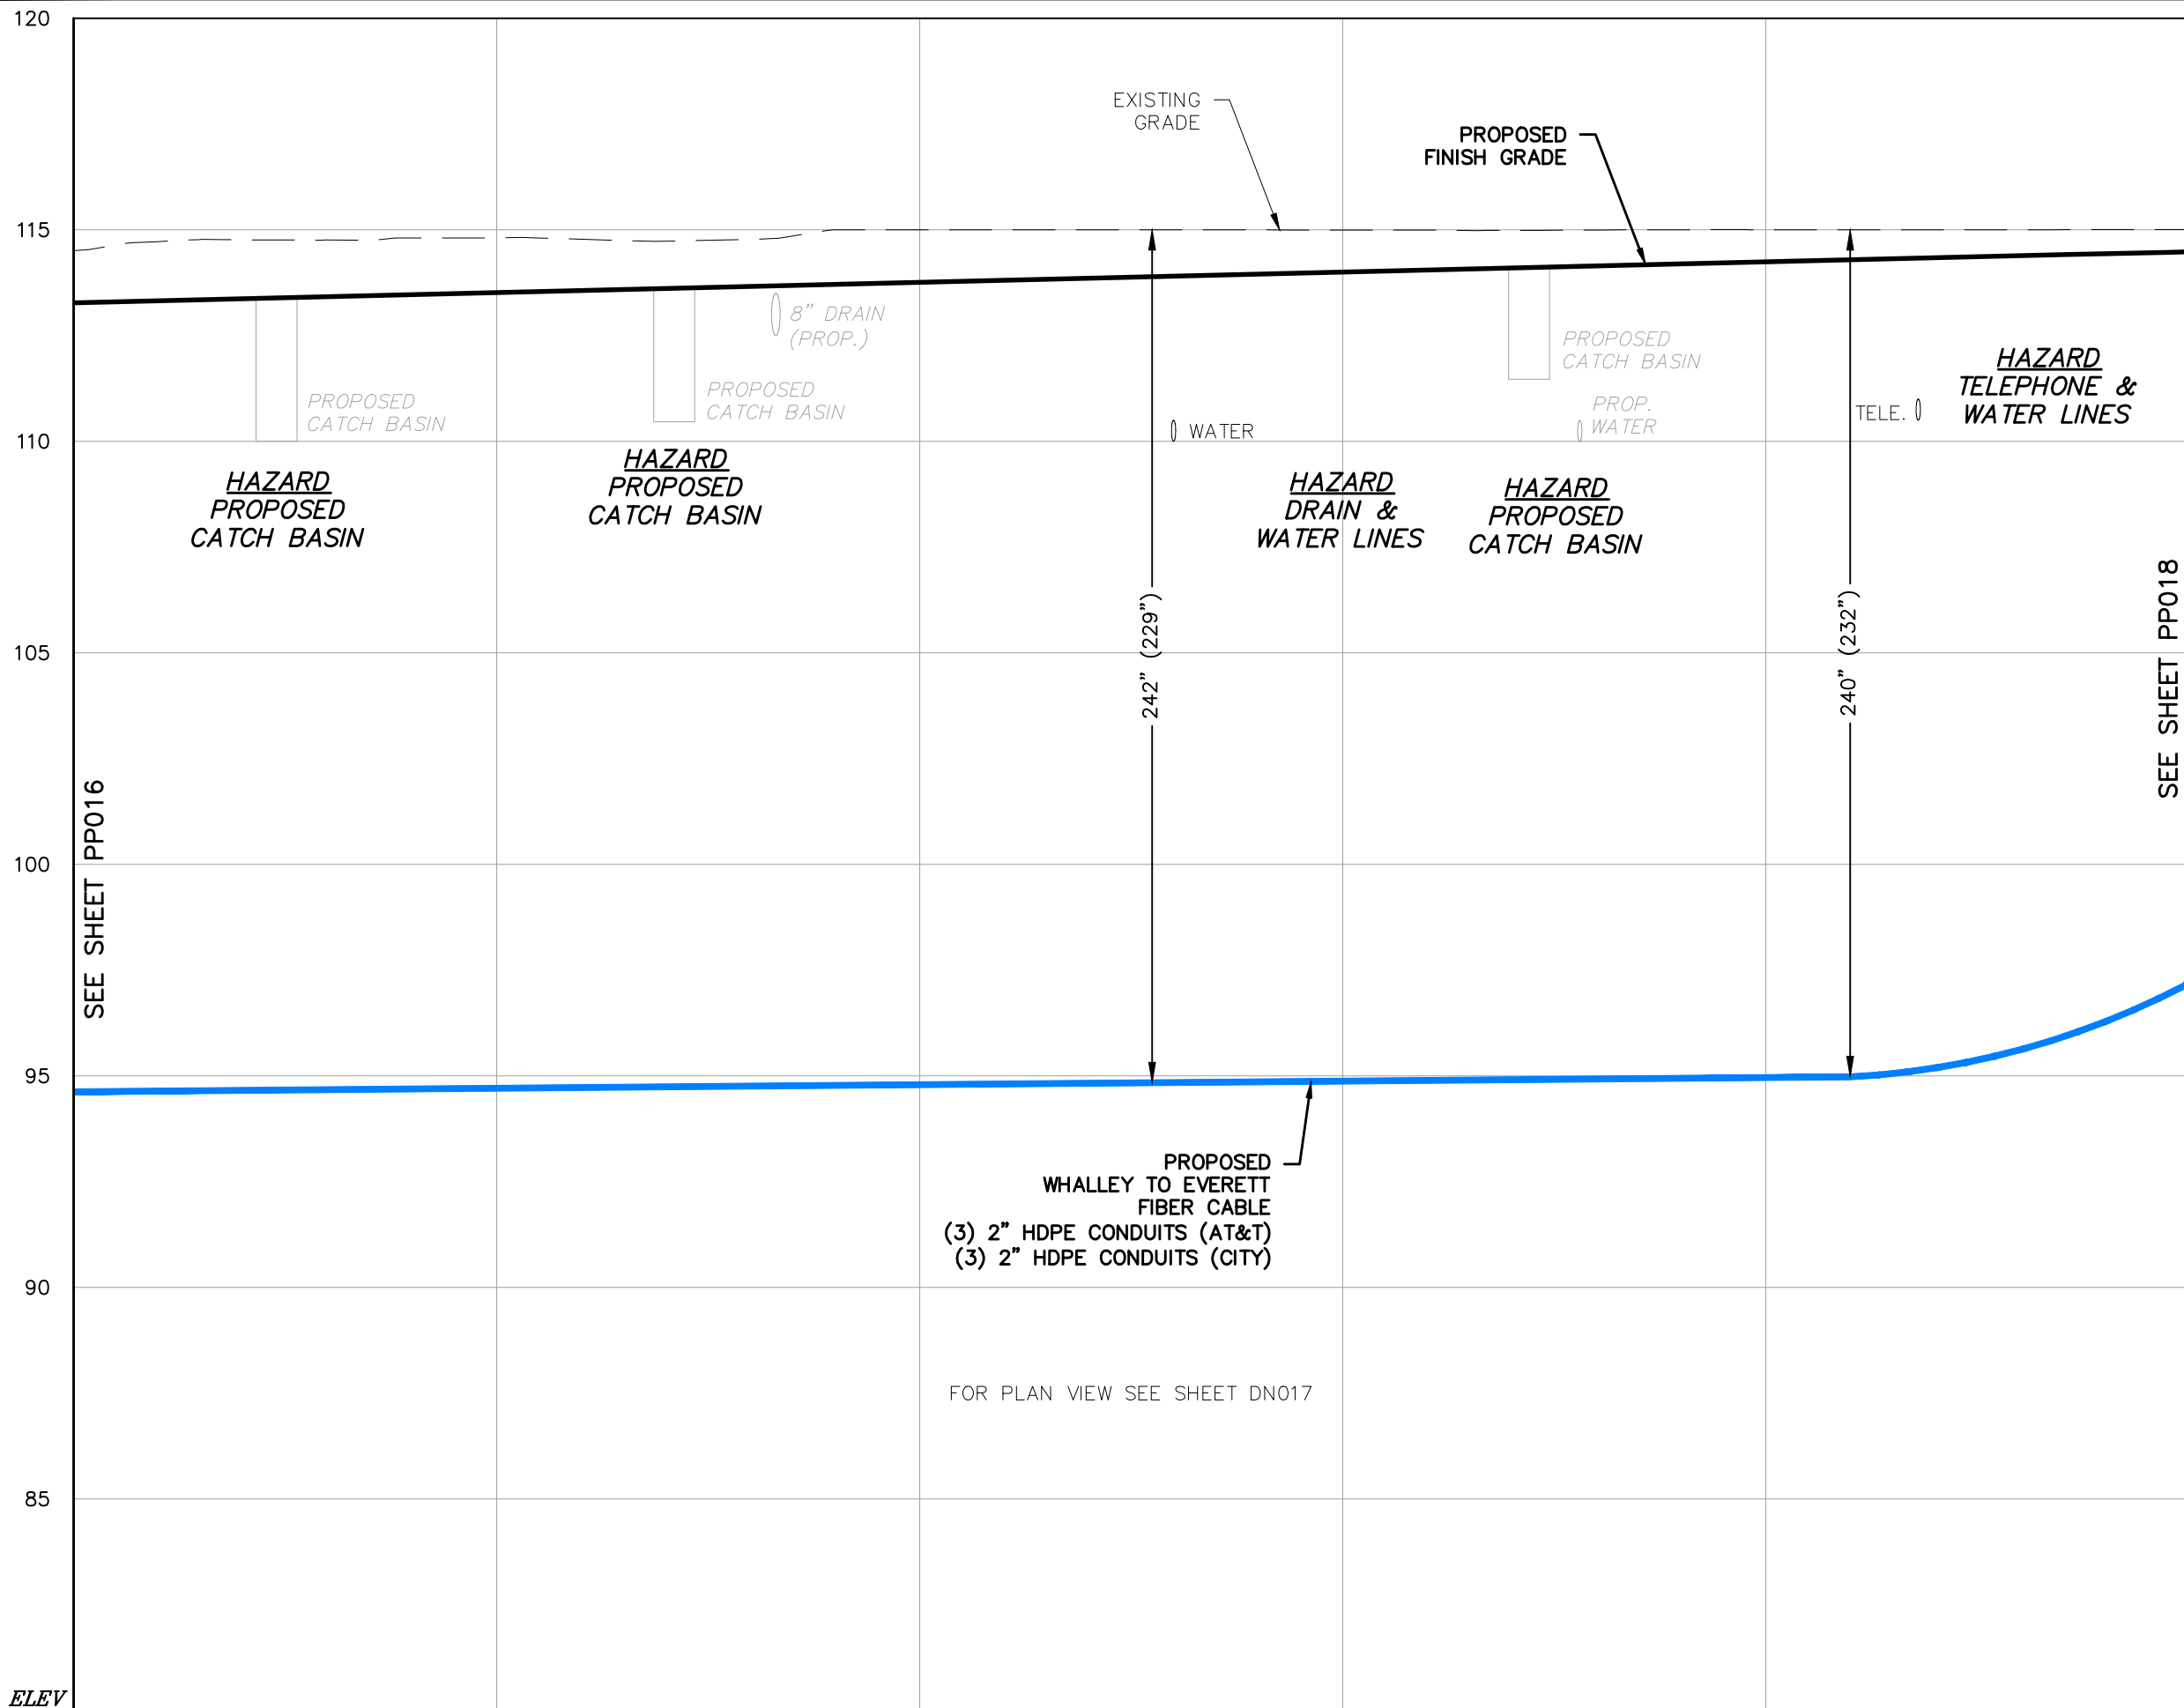 120
EXISTING
GRADE
PROPOSED
FINISH GRADE
115
8" DRAIN
(PROP.)
PROPOSED
CATCH BASIN
PROPOSED
CATCH BASIN
PROPOSED
CATCH BASIN
PROP.
WATER
WATER
TELE.
HAZARD
TELEPHONE &
WATER LINES
110
HAZARD
PROPOSED
CATCH BASIN
HAZARD
PROPOSED
CATCH BASIN
HAZARD
DRAIN &
WATER LINES
HAZARD
PROPOSED
CATCH BASIN
242" (229")
240" (232")
SEE SHEET PP018
105
SEE SHEET PP016
100
95
PROPOSED
WHALLEY TO EVERETT
FIBER CABLE
(3) 2" HDPE CONDUITS (AT&T)
(3) 2" HDPE CONDUITS (CITY)
90
FOR PLAN VIEW SEE SHEET DN017
85
ELEV